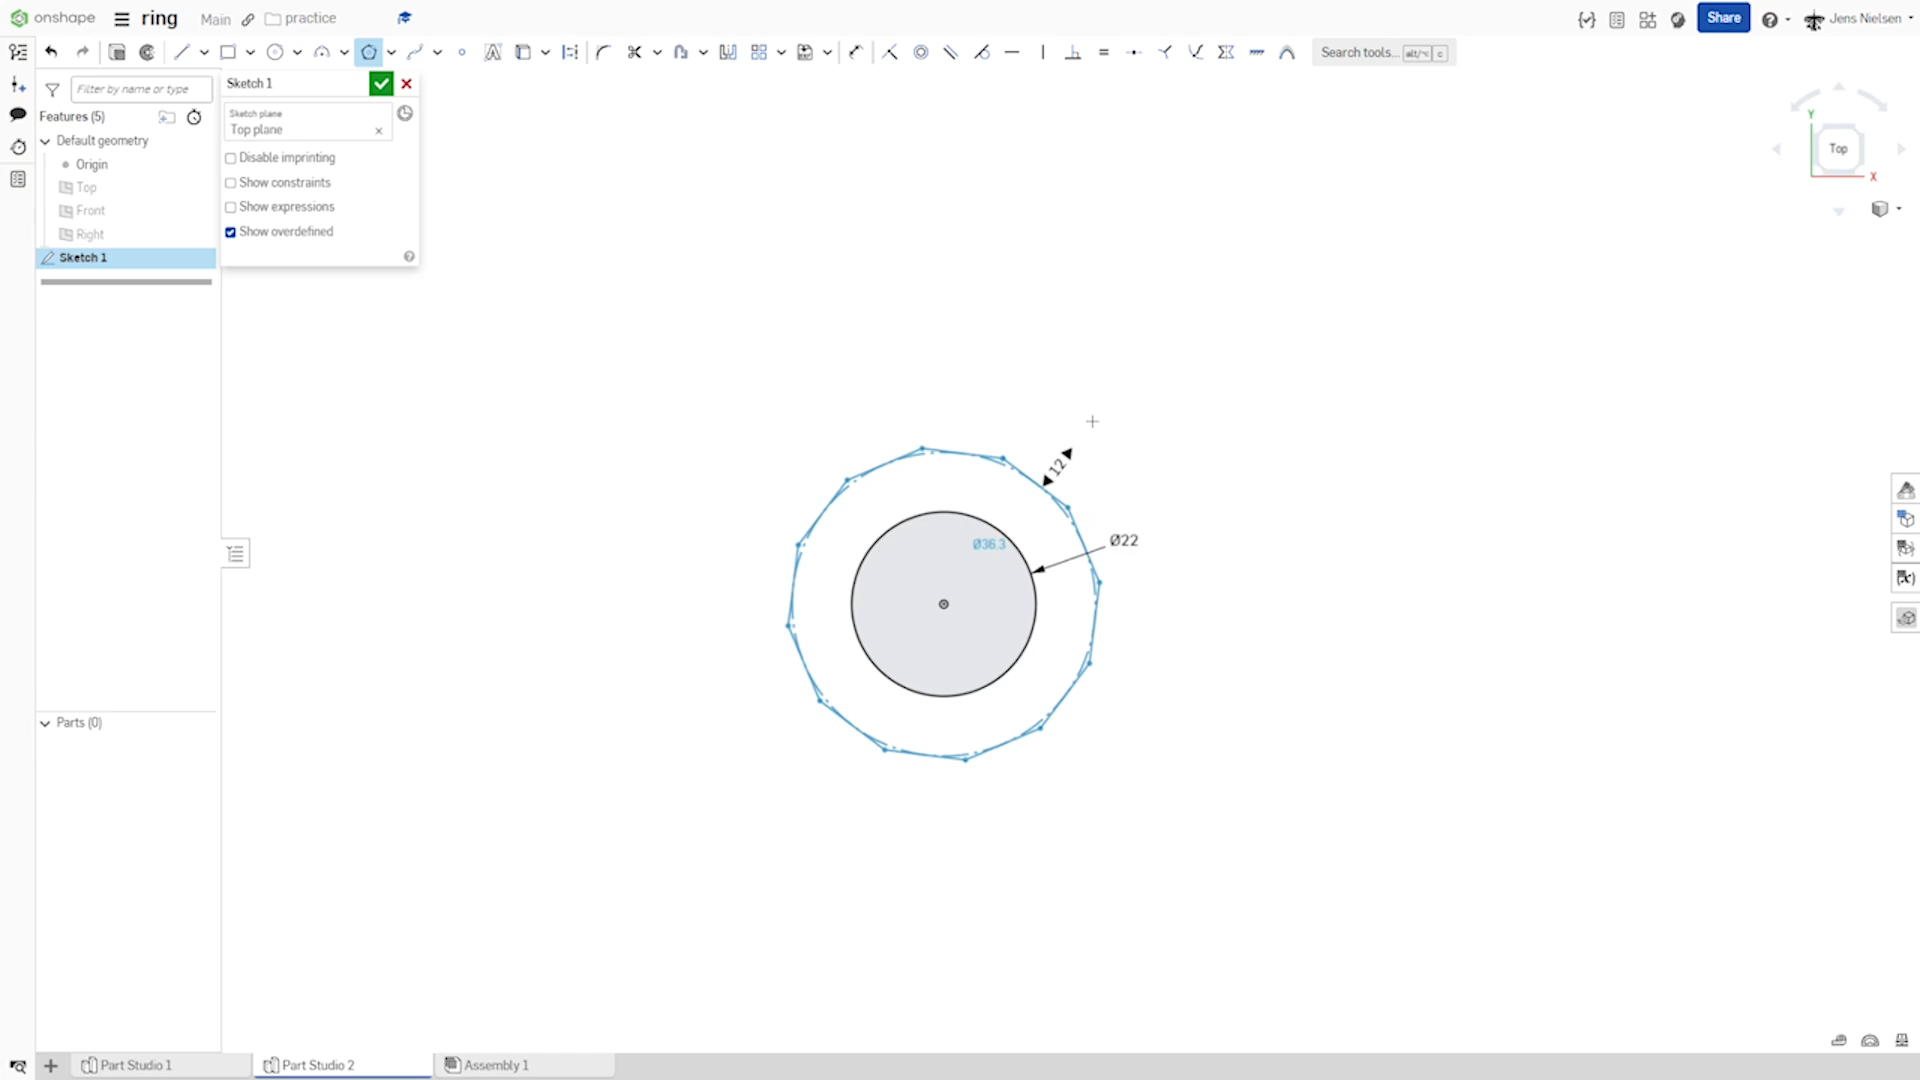 onshape ring Main practice Share Jens Nielsen
Search tools... alt/⌥ c
Filter by name or type
Features (5)
Default geometry
Origin
Top
Front
Right
Sketch 1
Sketch 1
Sketch plane
Top plane
Disable imprinting
Show constraints
Show expressions
Show overdefined
Y
Top
X
12
Ø36.3
Ø22
(x)
Parts (0)
Part Studio 1 Part Studio 2 Assembly 1